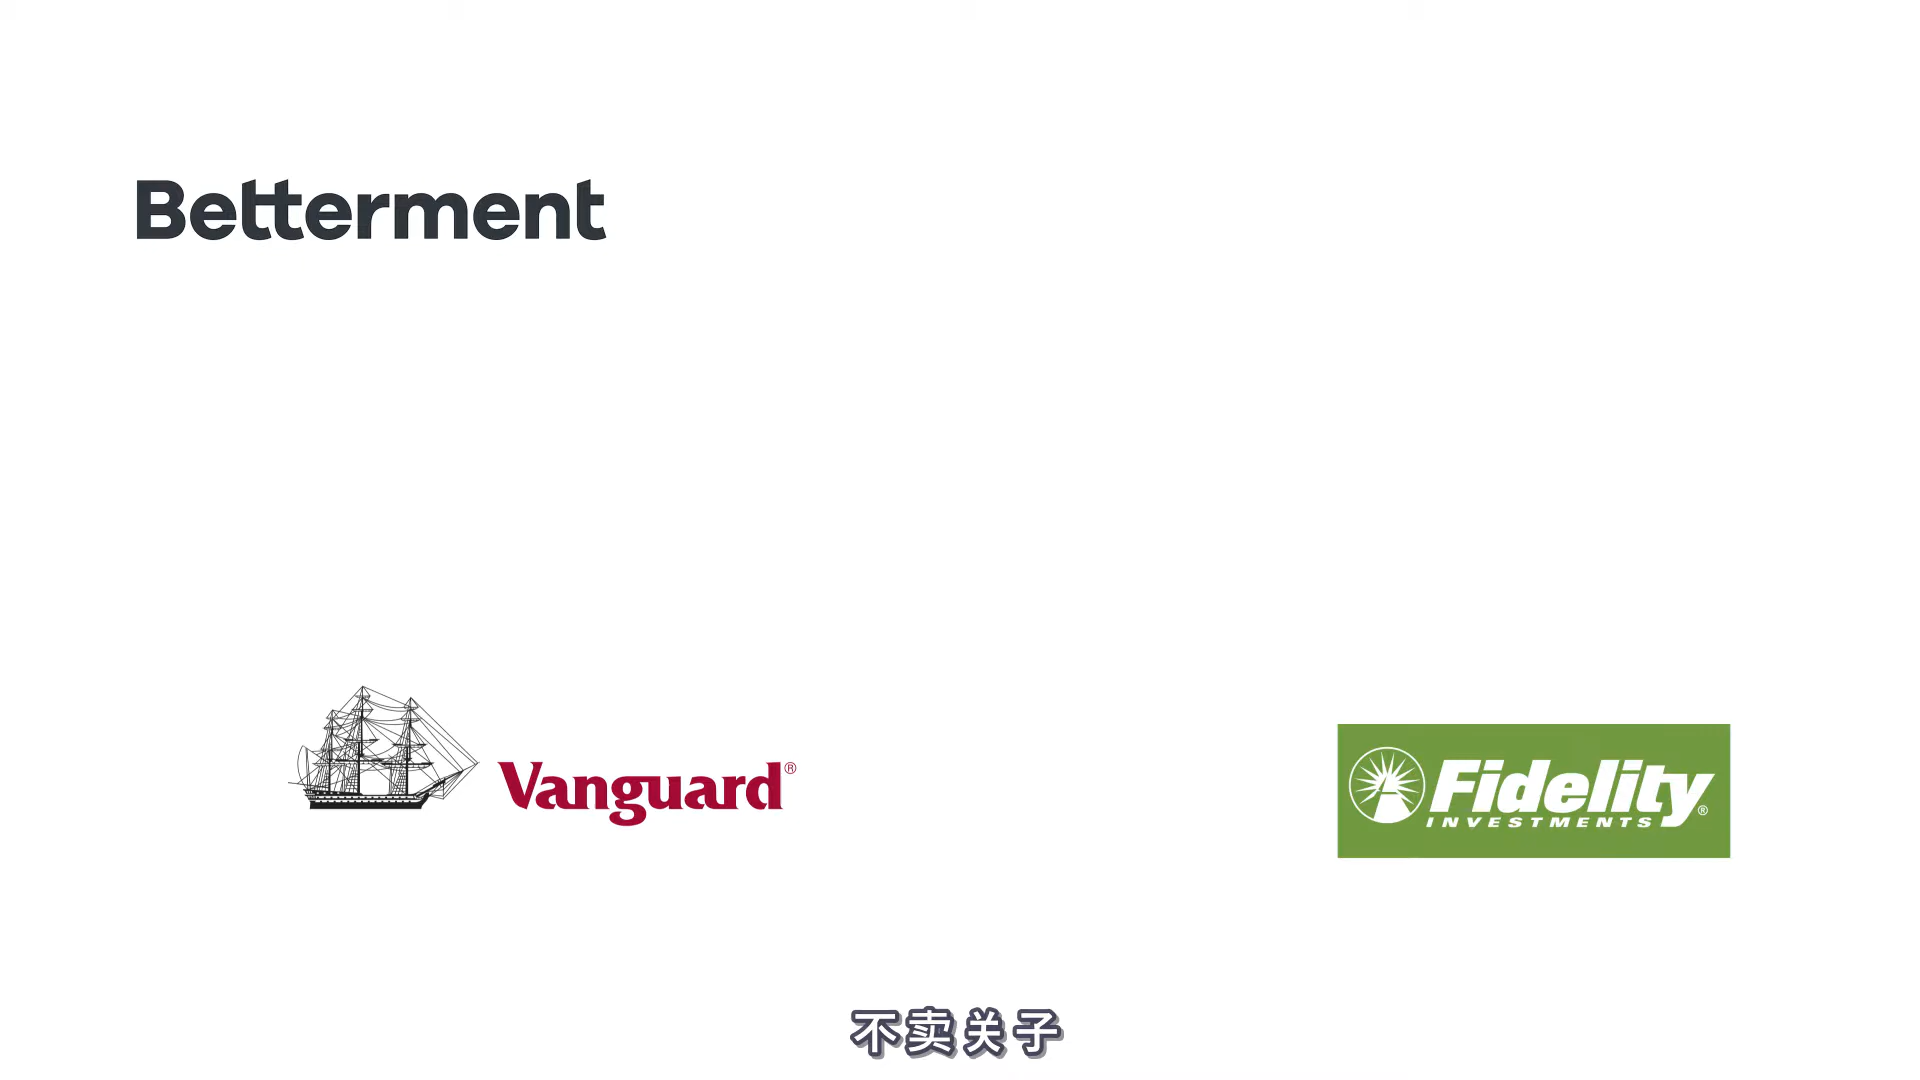 Betterment
Vanguard®
Fidelity®
INVESTMENTS
不卖关子